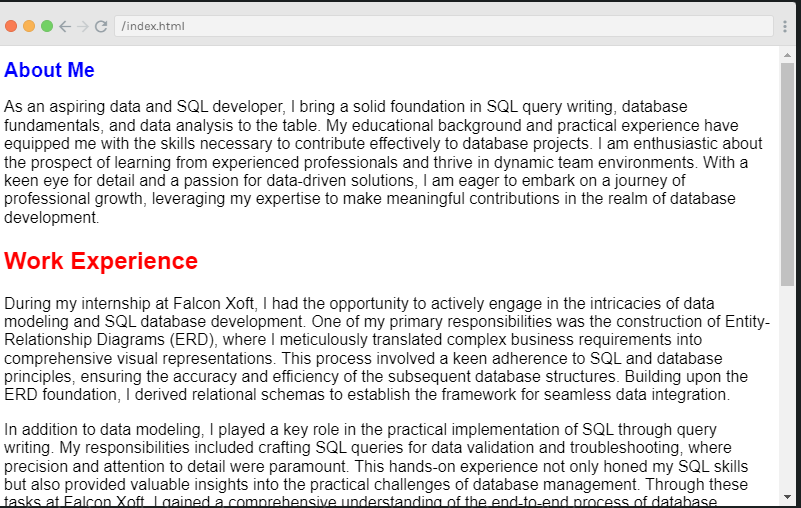 /index.html
About Me
As an aspiring data and SQL developer, I bring a solid foundation in SQL query writing, database
fundamentals, and data analysis to the table. My educational background and practical experience have
equipped me with the skills necessary to contribute effectively to database projects. I am enthusiastic about
the prospect of learning from experienced professionals and thrive in dynamic team environments. With a
keen eye for detail and a passion for data-driven solutions, I am eager to embark on a journey of
professional growth, leveraging my expertise to make meaningful contributions in the realm of database
development.
Work Experience
During my internship at Falcon Xoft, I had the opportunity to actively engage in the intricacies of data
modeling and SQL database development. One of my primary responsibilities was the construction of Entity-
Relationship Diagrams (ERD), where I meticulously translated complex business requirements into
comprehensive visual representations. This process involved a keen adherence to SQL and database
principles, ensuring the accuracy and efficiency of the subsequent database structures. Building upon the
ERD foundation, I derived relational schemas to establish the framework for seamless data integration.
In addition to data modeling, I played a key role in the practical implementation of SQL through query
writing. My responsibilities included crafting SQL queries for data validation and troubleshooting, where
precision and attention to detail were paramount. This hands-on experience not only honed my SQL skills
but also provided valuable insights into the practical challenges of database management. Through these
tasks at Falcon Xoft, I gained a comprehensive understanding of the end-to-end process of database